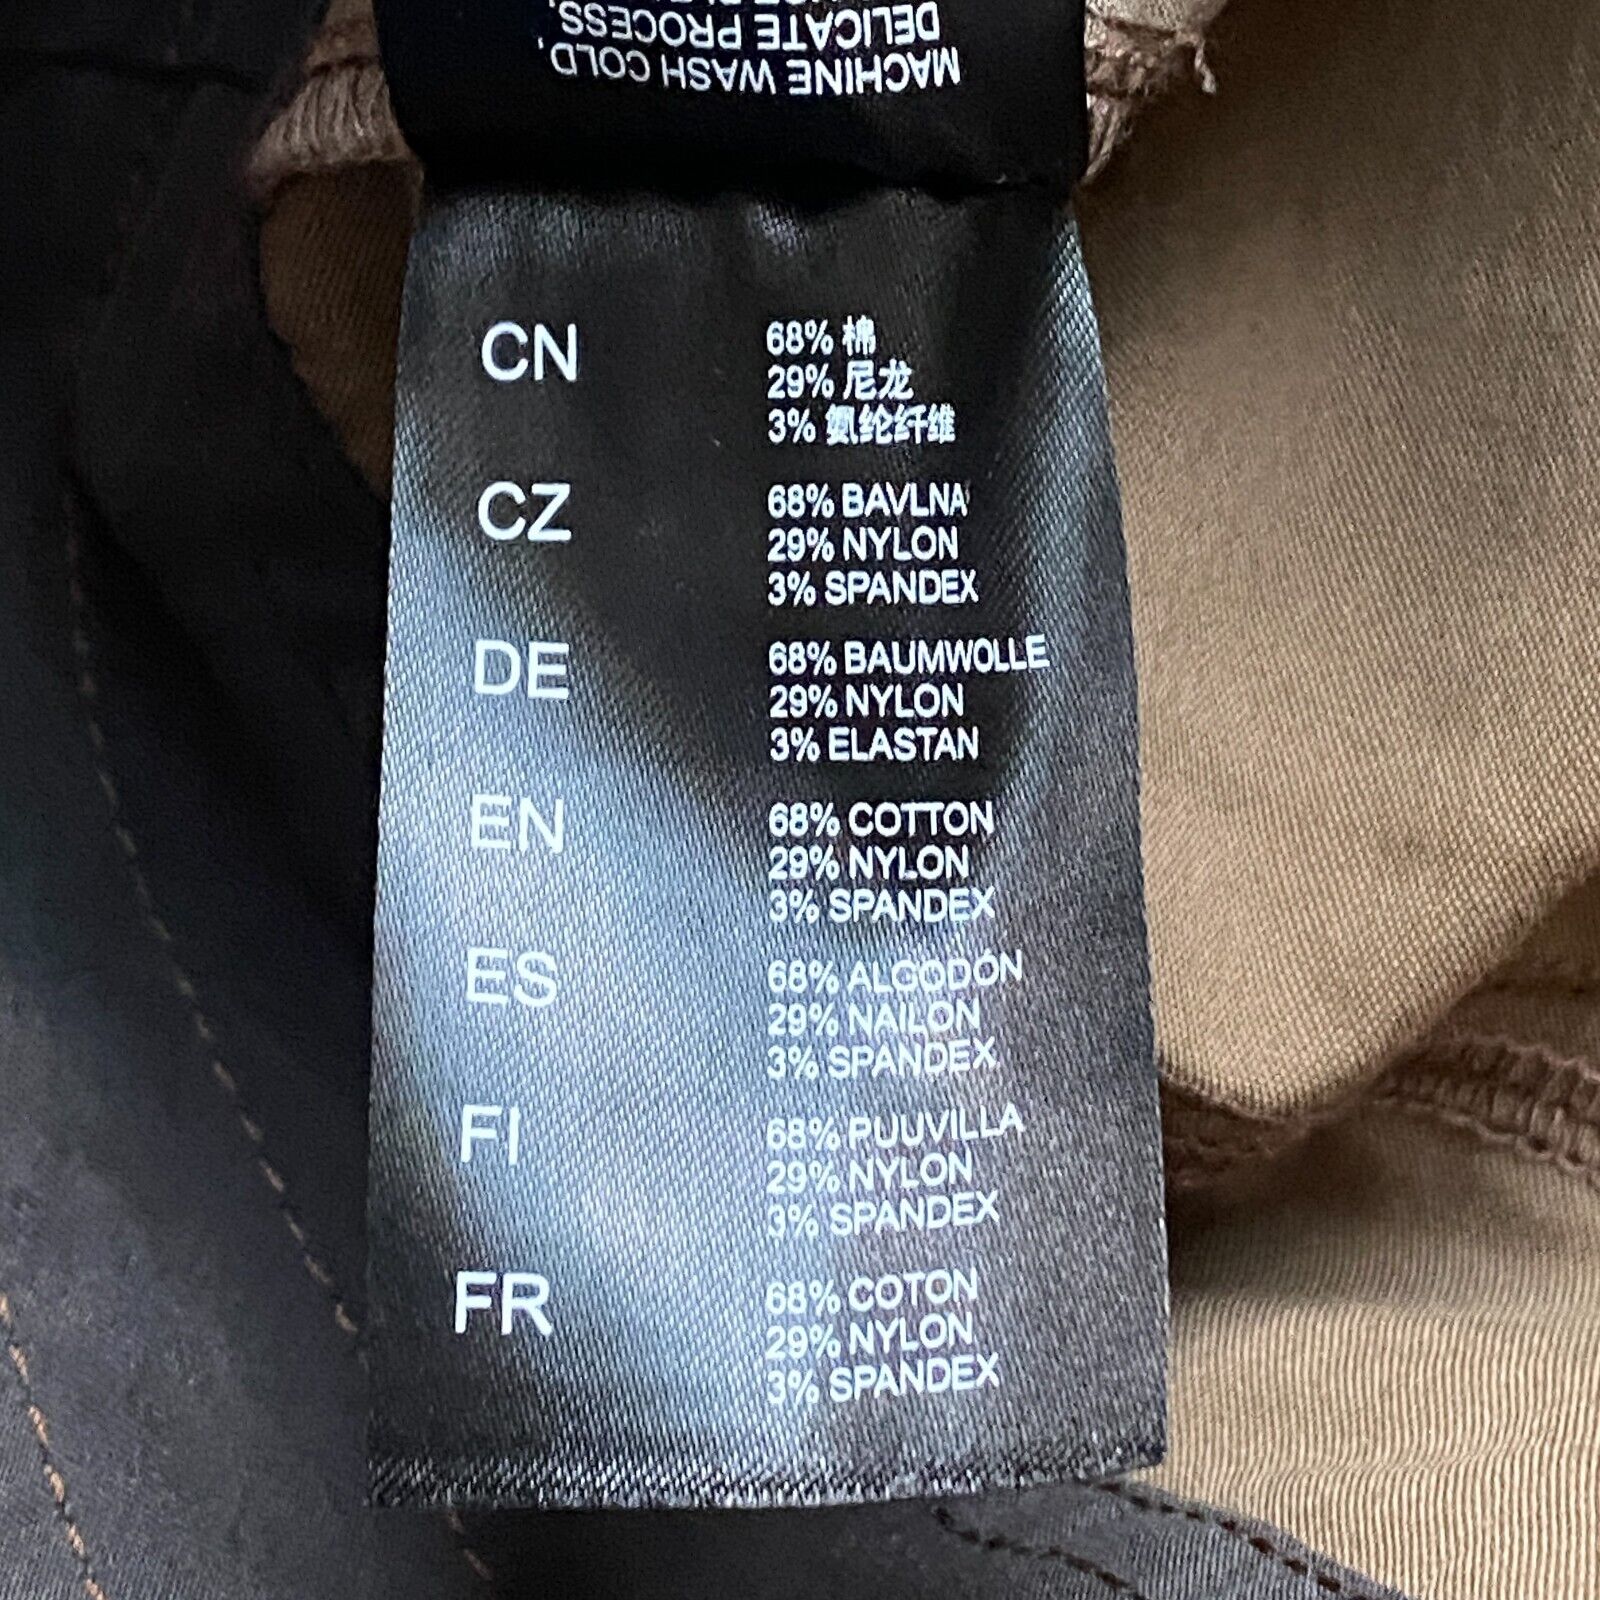 MACHINE WASH COLD,
DELICATE PROCESS,
CN
68% 棉
29% 尼龙
3% 氨纶纤维
CZ
68% BAVLNA
29% NYLON
3% SPANDEX
DE
68% BAUMWOLLE
29% NYLON
3% ELASTAN
EN
68% COTTON
29% NYLON
3% SPANDEX
ES
68% ALGODÓN
29% NAILON
3% SPANDEX
FI
68% PUUVILLA
29% NYLON
3% SPANDEX
FR
68% COTON
29% NYLON
3% SPANDEX